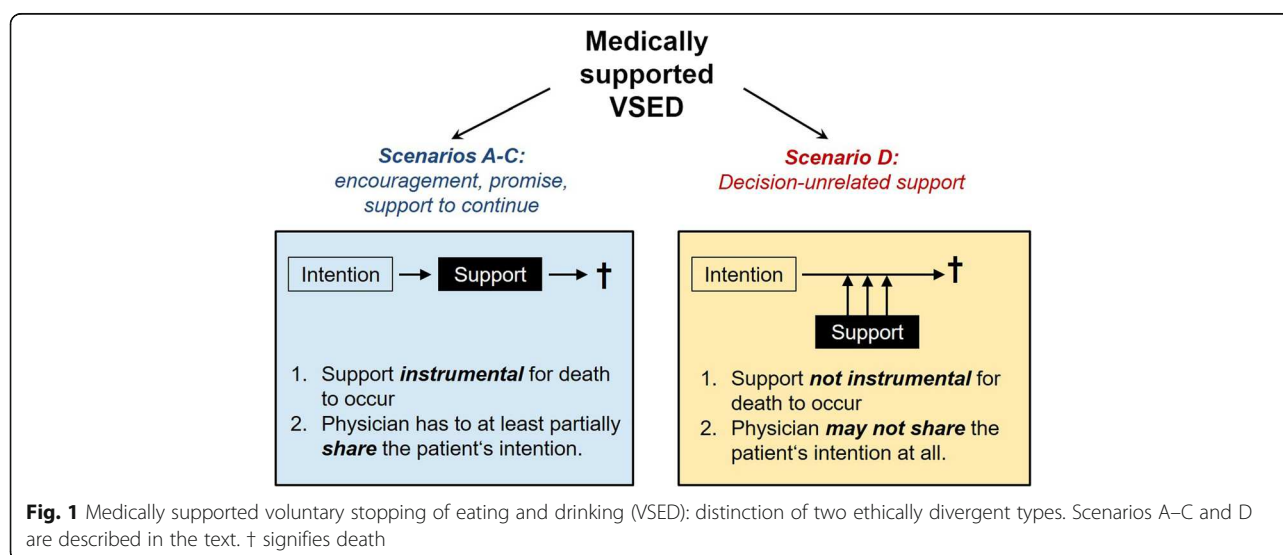 Medically
supported
VSED
Scenarios A-C:
encouragement, promise,
support to continue
Scenario D:
Decision-unrelated support
Intention
Support
†
1. Support instrumental for death
to occur
2. Physician has to at least partially
share the patient‘s intention.
Intention
†
Support
1. Support not instrumental for
death to occur
2. Physician may not share the
patient‘s intention at all.
Fig. 1 Medically supported voluntary stopping of eating and drinking (VSED): distinction of two ethically divergent types. Scenarios A–C and D
are described in the text. † signifies death